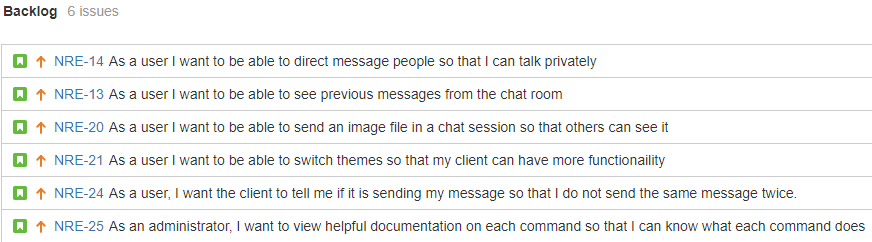 Backlog 6 issues
NRE-14 As a user I want to be able to direct message people so that I can talk privately
NRE-13 As a user I want to be able to see previous messages from the chat room
NRE-20 As a user I want to be able to send an image file in a chat session so that others can see it
NRE-21 As a user I want to be able to switch themes so that my client can have more functionaility
NRE-24 As a user, I want the client to tell me if it is sending my message so that I do not send the same message twice.
NRE-25 As an administrator, I want to view helpful documentation on each command so that I can know what each command does